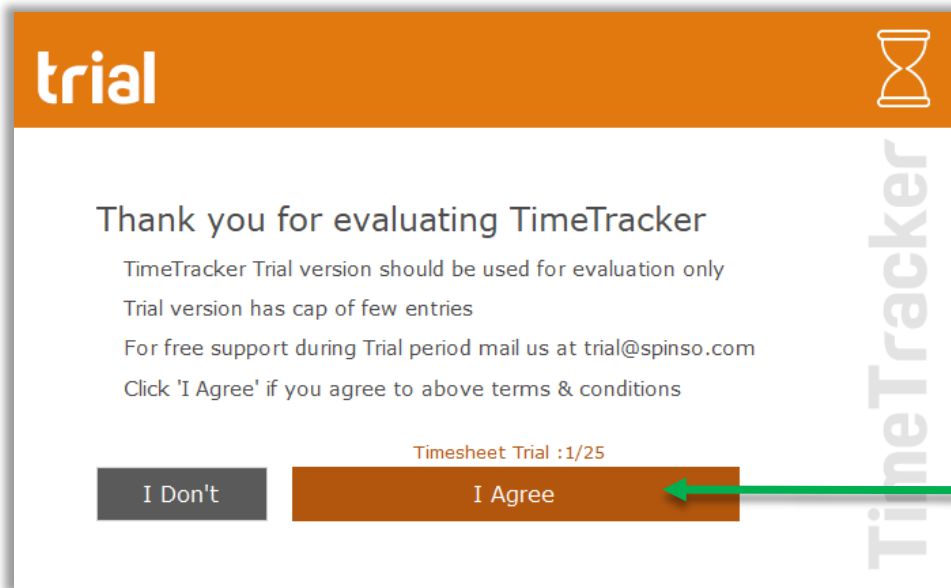 trial
Thank you for evaluating TimeTracker
TimeTracker Trial version should be used for evaluation only
Trial version has cap of few entries
For free support during Trial period mail us at trial@spinso.com
Click 'I Agree' if you agree to above terms & conditions
Timesheet Trial :1/25
I Don't
I Agree
TimeTracker